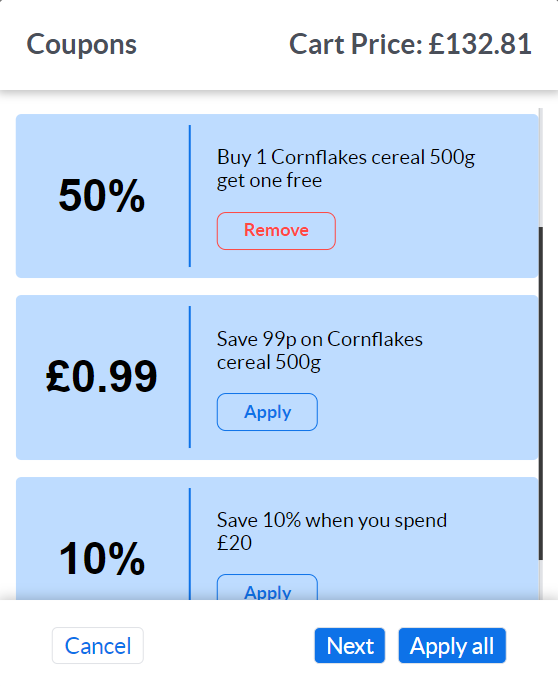 Coupons
Cart Price: £132.81
50%
Buy 1 Cornflakes cereal 500g
get one free
Remove
£0.99
Save 99p on Cornflakes
cereal 500g
Apply
10%
Save 10% when you spend
£20
Apply
Cancel
Next
Apply all